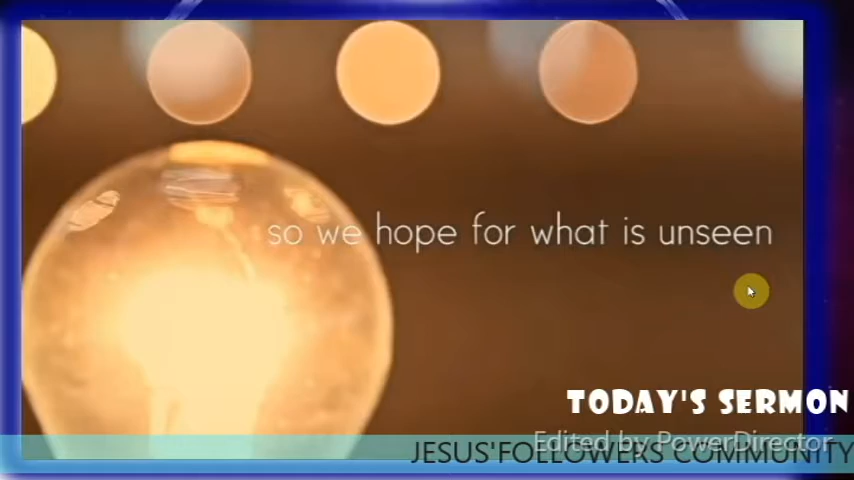 so we hope for what is unseen
TODAY'S SERMON
Edited by PowerDirector
JESUS'FOLLOWERS COMMUNITY